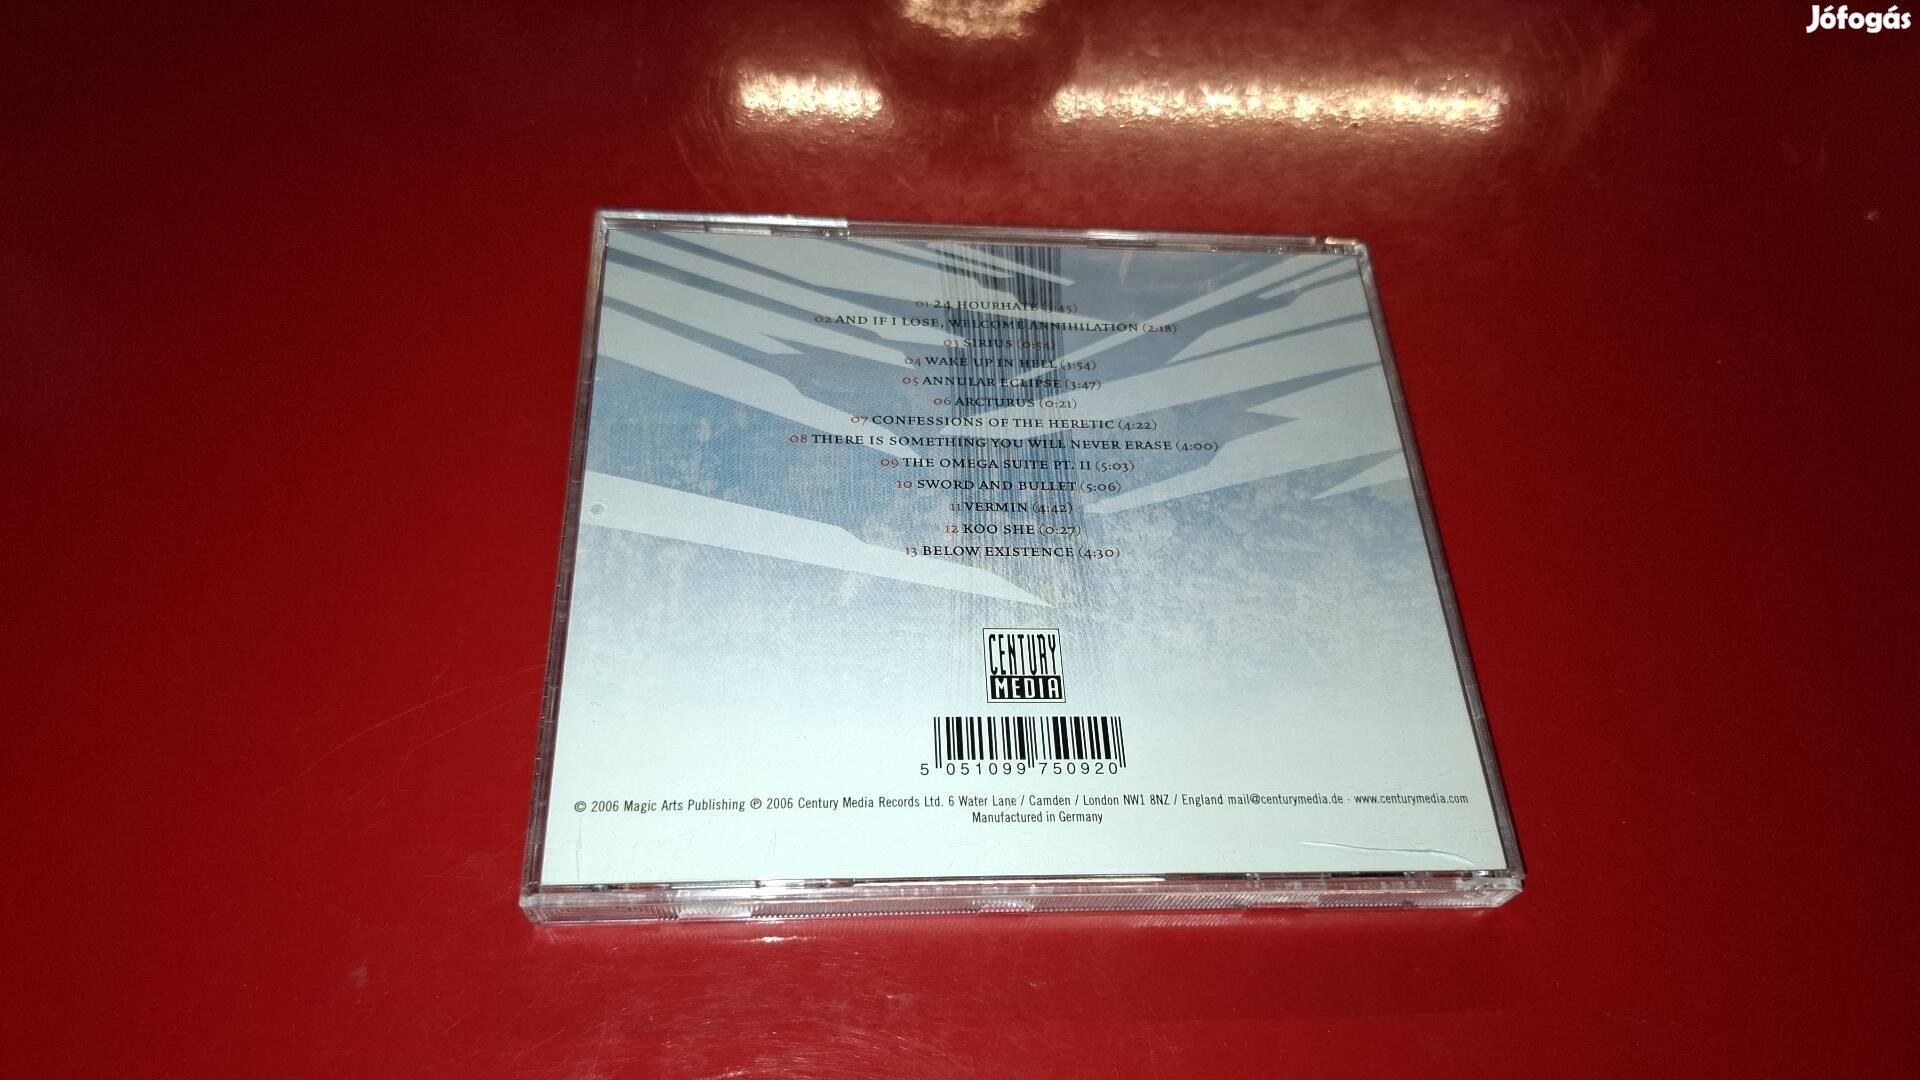 Jófogás
01 24 HOURHATE (3:45)
02 AND IF I LOSE, WELCOME ANNIHILATION (2:18)
03 SIRIUS (0:54)
04 WAKE UP IN HELL (3:54)
05 ANNULAR ECLIPSE (3:47)
06 ARCTURUS (0:21)
07 CONFESSIONS OF THE HERETIC (4:22)
08 THERE IS SOMETHING YOU WILL NEVER ERASE (4:00)
09 THE OMEGA SUITE PT. II (5:03)
10 SWORD AND BULLET (5:06)
11 VERMIN (4:42)
12 KOO SHE (0:27)
13 BELOW EXISTENCE (4:30)
CENTURY
MEDIA
5 051099 750920
© 2006 Magic Arts Publishing ℗ 2006 Century Media Records Ltd. 6 Water Lane / Camden / London NW1 8NZ / England mail@centurymedia.de - www.centurymedia.com
Manufactured in Germany